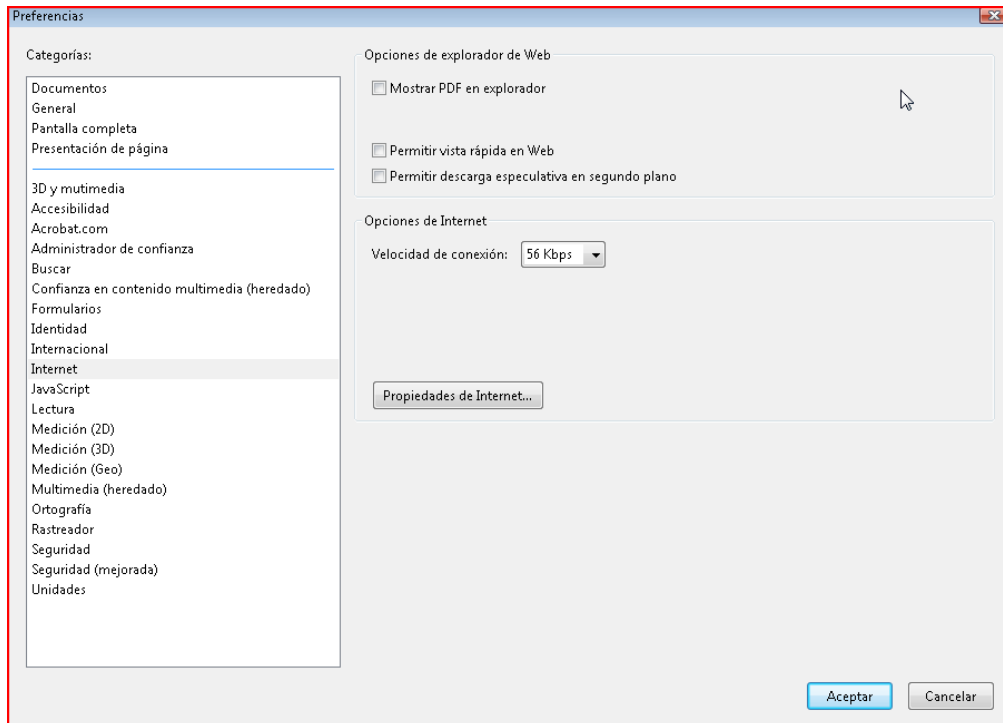 Preferencias
Categorías:
Documentos
General
Pantalla completa
Presentación de página
3D y mutimedia
Accesibilidad
Acrobat.com
Administrador de confianza
Buscar
Confianza en contenido multimedia (heredado)
Formularios
Identidad
Internacional
Internet
JavaScript
Lectura
Medición (2D)
Medición (3D)
Medición (Geo)
Multimedia (heredado)
Ortografía
Rastreador
Seguridad
Seguridad (mejorada)
Unidades
Opciones de explorador de Web
Mostrar PDF en explorador
Permitir vista rápida en Web
Permitir descarga especulativa en segundo plano
Opciones de Internet
Velocidad de conexión: 56 Kbps
Propiedades de Internet...
Aceptar Cancelar